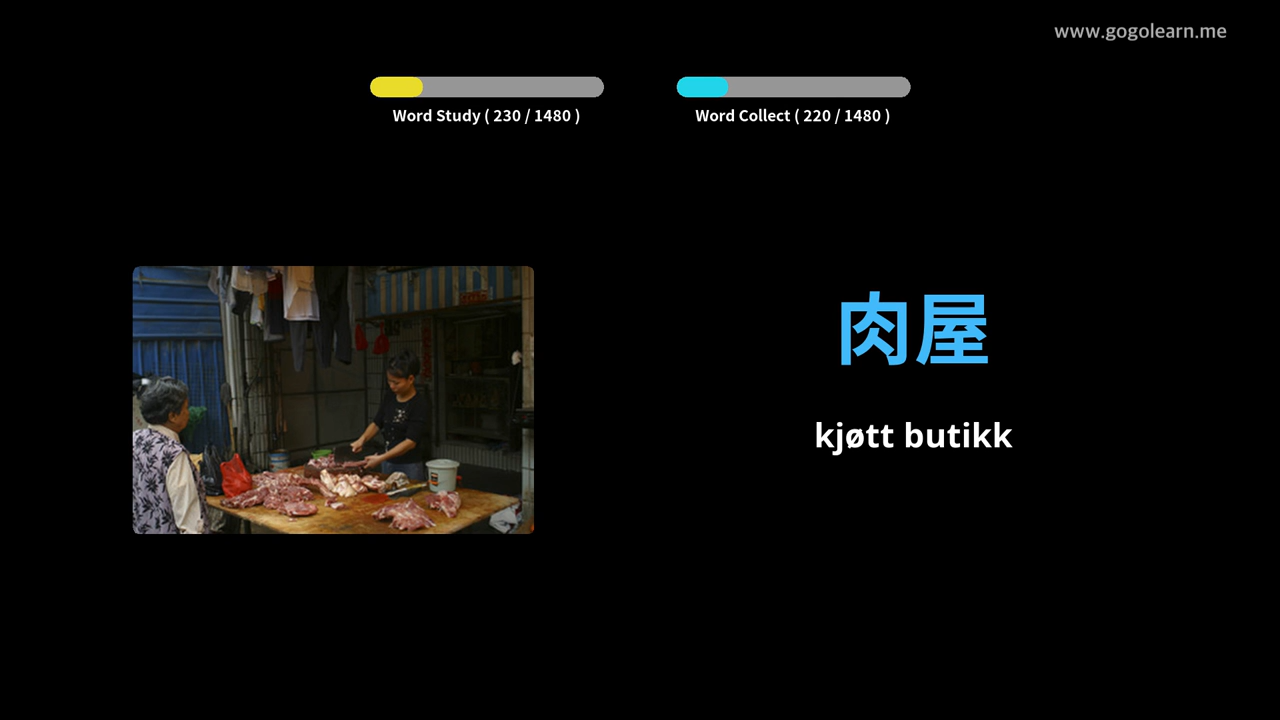 www.gogolearn.me
Word Study ( 230 / 1480 )
Word Collect ( 220 / 1480 )
肉屋
kjøtt butikk